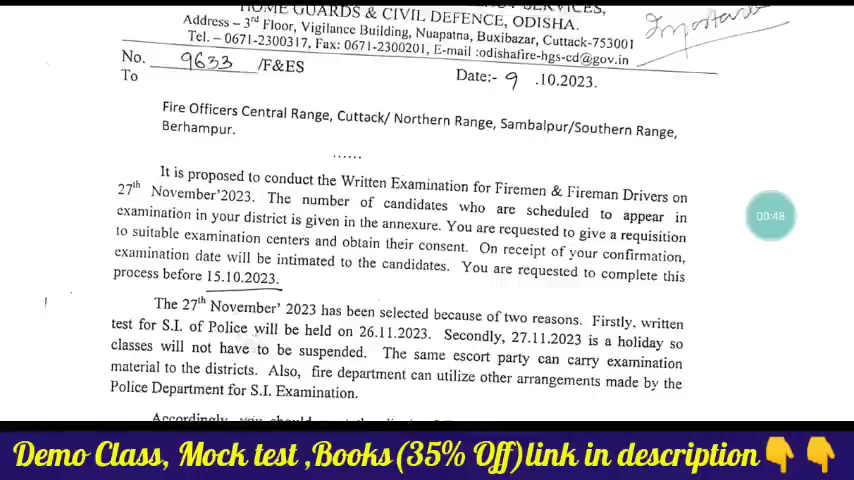 HOME GUARDS & CIVIL DEFENCE, ODISHA.
Address – 3rd Floor, Vigilance Building, Nuapatna, Buxibazar, Cuttack-753001
Tel. – 0671-2300317, Fax: 0671-2300201, E-mail :odishafire-hgs-cd@gov.in
Important
No. 9633 /F&ES
Date:- 9 .10.2023.
To
Fire Officers Central Range, Cuttack/ Northern Range, Sambalpur/Southern Range,
Berhampur.
......
It is proposed to conduct the Written Examination for Firemen & Fireman Drivers on
27th November'2023. The number of candidates who are scheduled to appear in
examination in your district is given in the annexure. You are requested to give a requisition
to suitable examination centers and obtain their consent. On receipt of your confirmation,
examination date will be intimated to the candidates. You are requested to complete this
process before 15.10.2023.
The 27th November' 2023 has been selected because of two reasons. Firstly, written
test for S.I. of Police will be held on 26.11.2023. Secondly, 27.11.2023 is a holiday so
classes will not have to be suspended. The same escort party can carry examination
material to the districts. Also, fire department can utilize other arrangements made by the
Police Department for S.I. Examination.
Accordingly, you should
00:48
Demo Class, Mock test ,Books(35% Off)link in description👇👇